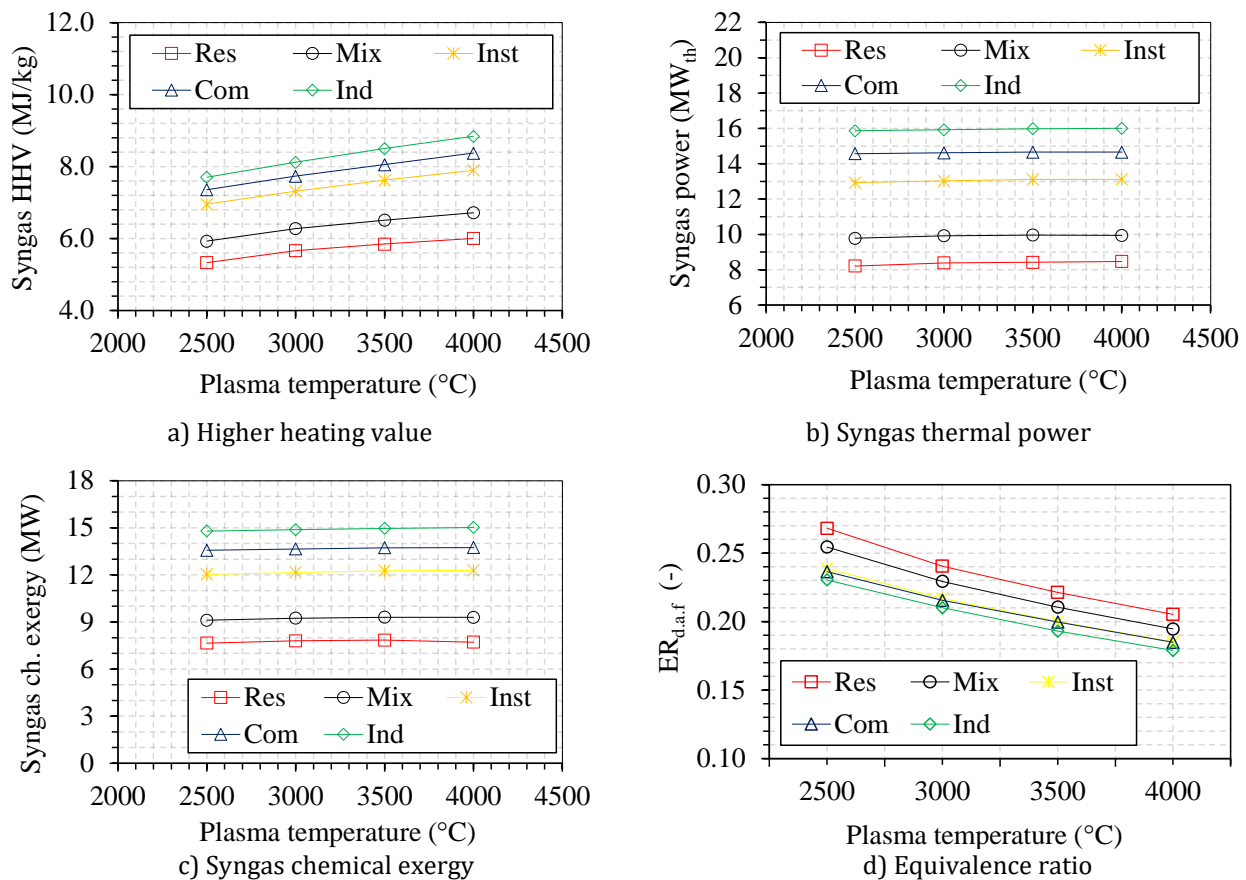 12.0
10.0
8.0
6.0
4.0
Syngas HHV (MJ/kg)
Res Mix Inst
Com Ind
2000 2500 3000 3500 4000 4500
Plasma temperature (°C)
a) Higher heating value
22
20
18
16
14
12
10
8
6
Syngas power (MWth)
Res Mix Inst
Com Ind
2000 2500 3000 3500 4000 4500
Plasma temperature (°C)
b) Syngas thermal power
18
15
12
9
6
3
0
Syngas ch. exergy (MW)
Res Mix Inst
Com Ind
2000 2500 3000 3500 4000 4500
Plasma temperature (°C)
c) Syngas chemical exergy
0.30
0.25
0.20
0.15
0.10
ERd.a.f (-)
Res Mix Inst
Com Ind
2500 3000 3500 4000
Plasma temperature (°C)
d) Equivalence ratio